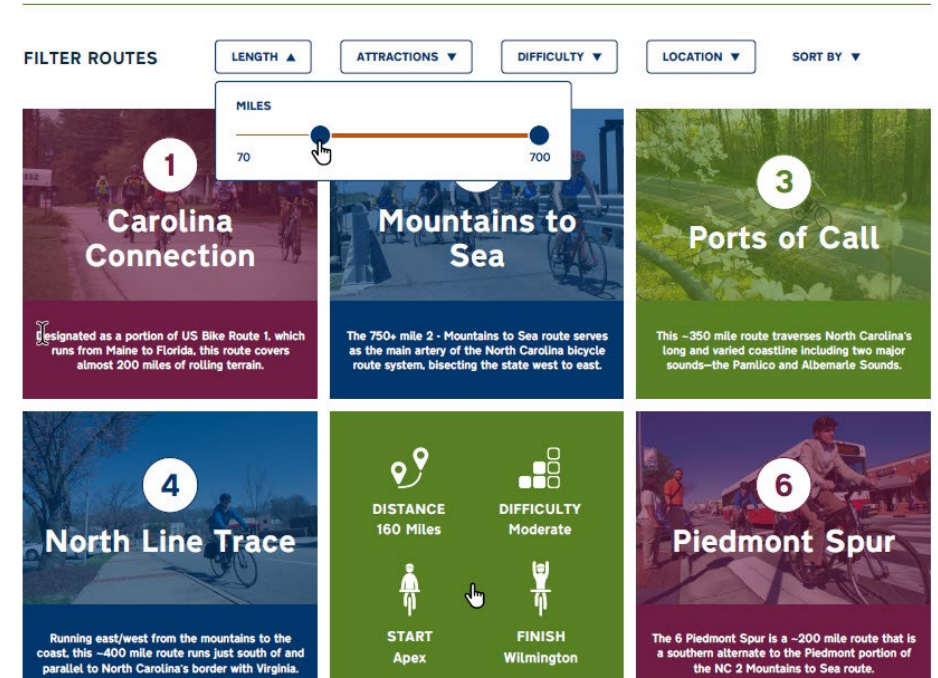 FILTER ROUTES
LENGTH ▲
ATTRACTIONS ▼
DIFFICULTY ▼
LOCATION ▼
SORT BY ▼
MILES
70
700
1
Carolina
Connection
Designated as a portion of US Bike Route 1, which
runs from Maine to Florida, this route covers
almost 200 miles of rolling terrain.
Mountains to
Sea
The 750+ mile 2 - Mountains to Sea route serves
as the main artery of the North Carolina bicycle
route system, bisecting the state west to east.
3
Ports of Call
This ~350 mile route traverses North Carolina's
long and varied coastline including two major
sounds—the Pamlico and Albemarle Sounds.
4
North Line Trace
Running east/west from the mountains to the
coast, this ~400 mile route runs just south of and
parallel to North Carolina's border with Virginia.
DISTANCE
160 Miles
DIFFICULTY
Moderate
START
Apex
FINISH
Wilmington
6
Piedmont Spur
The 6 Piedmont Spur is a ~200 mile route that is
a southern alternate to the Piedmont portion of
the NC 2 Mountains to Sea route.